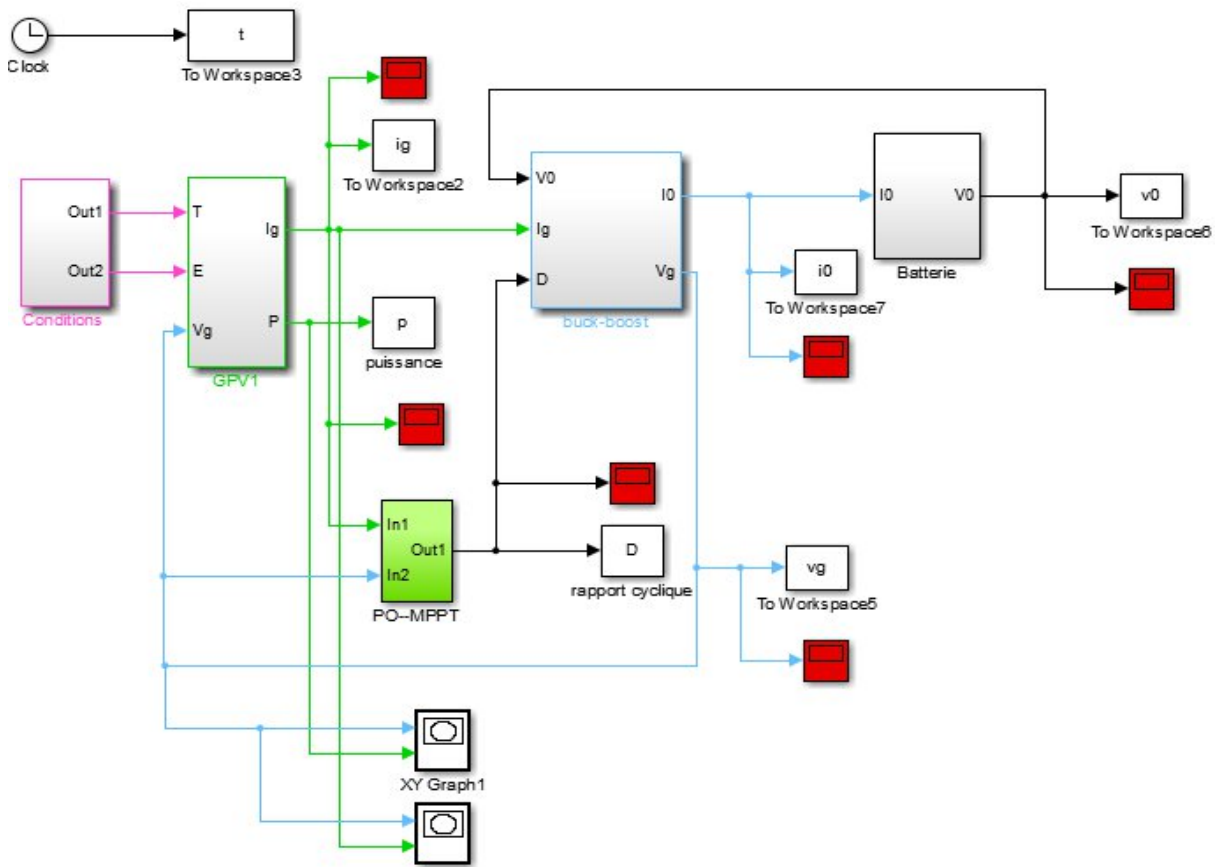 t
Clock
To Workspace3
ig
To Workspace2
Out1
Out2
Conditions
T
E
Vg
Ig
P
GPV1
p
puissance
V0
Ig
D
I0
Vg
buck-boost
I0
V0
Batterie
v0
To Workspace6
i0
To Workspace7
In1
In2
Out1
PO--MPPT
D
rapport cyclique
vg
To Workspace5
XY Graph1